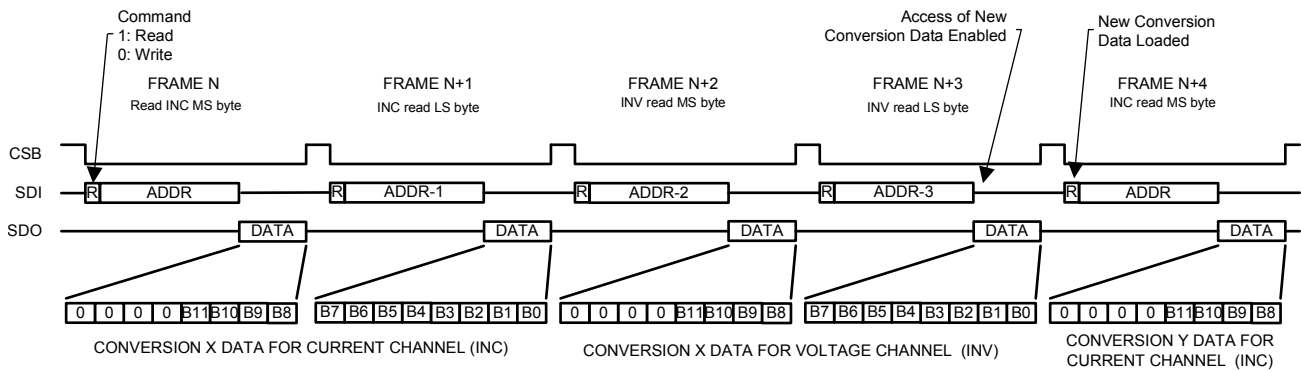 Command
1: Read
0: Write
Access of New
Conversion Data Enabled
New Conversion
Data Loaded
FRAME N
Read INC MS byte
FRAME N+1
INC read LS byte
FRAME N+2
INV read MS byte
FRAME N+3
INV read LS byte
FRAME N+4
INC read MS byte
CSB
SDI R ADDR R ADDR-1 R ADDR-2 R ADDR-3 R ADDR
SDO DATA DATA DATA DATA DATA
0 0 0 0 B11 B10 B9 B8 B7 B6 B5 B4 B3 B2 B1 B0 0 0 0 0 B11 B10 B9 B8 B7 B6 B5 B4 B3 B2 B1 B0 0 0 0 0 B11 B10 B9 B8
CONVERSION X DATA FOR CURRENT CHANNEL (INC)
CONVERSION X DATA FOR VOLTAGE CHANNEL (INV)
CONVERSION Y DATA FOR
CURRENT CHANNEL (INC)